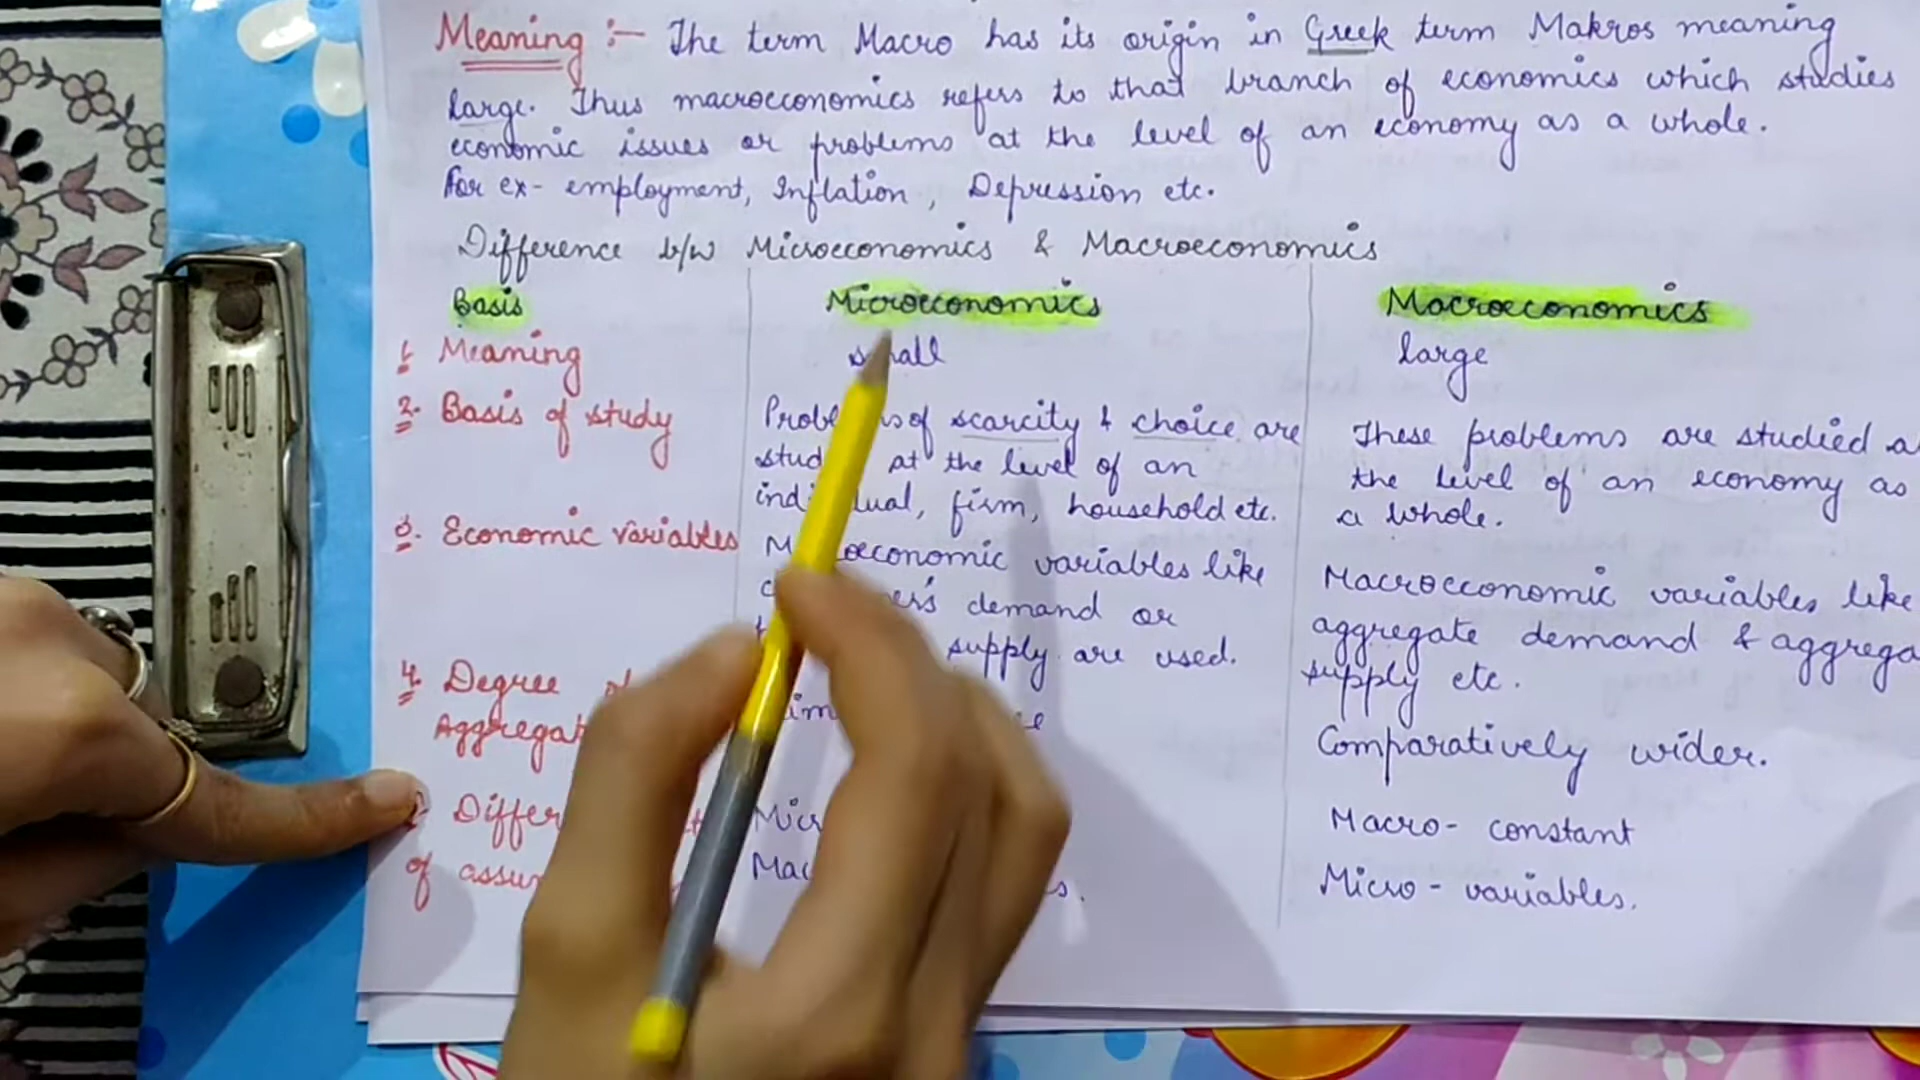 Meaning :- The term Macro has its origin in Greek term Makros meaning
large. Thus macroeconomics refers to that branch of economics which studies
economic issues or problems at the level of an economy as a whole.
For ex- employment, Inflation, Depression etc.
Difference b/w Microeconomics & Macroeconomics
Basis Microeconomics Macroeconomics
1. Meaning small large
2. Basis of study
of scarcity & choice are
at the level of an
firm, household etc.
These problems are studied
the level of an economy as
a whole.
3. Economic variables
variables like
demand or
supply are used.
Macroeconomic variables like
aggregate demand &
supply etc.
4. Degree
Comparatively wider.
of
Macro- constant
Micro - variables.